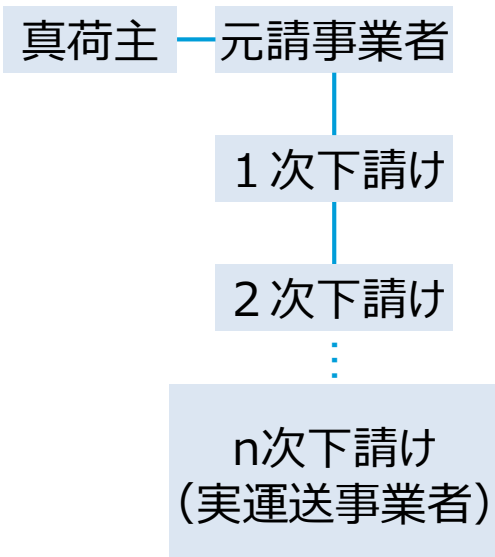 真荷主
元請事業者
１次下請け
２次下請け
n次下請け
（実運送事業者）